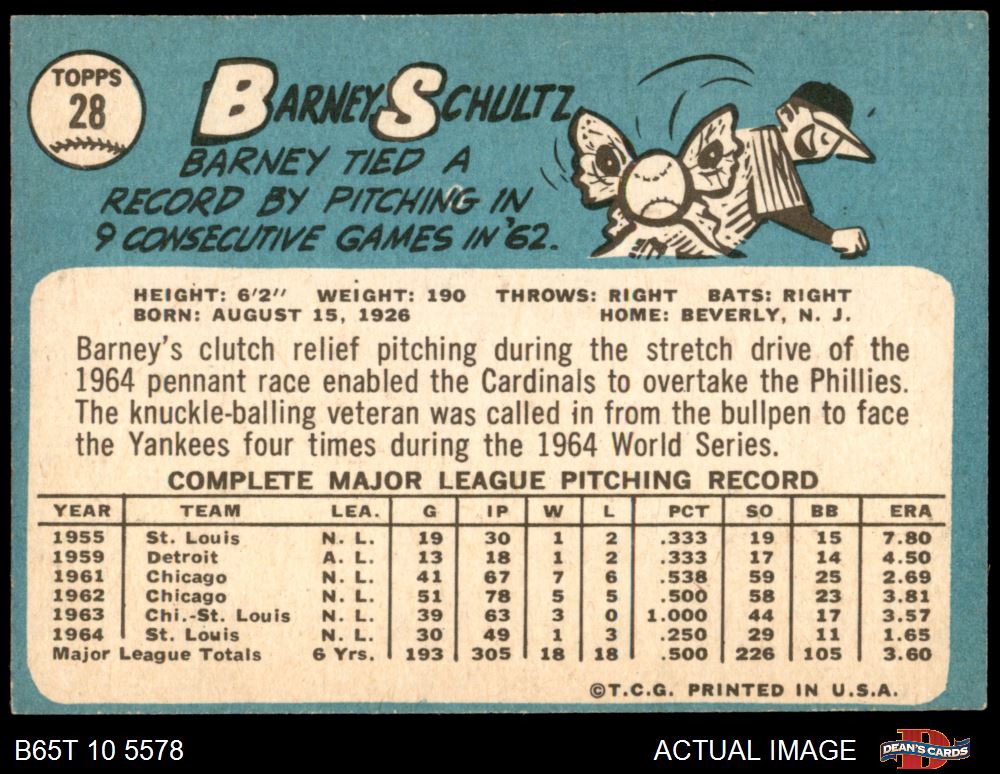 TOPPS
28
BARNEY SCHULTZ
BARNEY TIED A
RECORD BY PITCHING IN
9 CONSECUTIVE GAMES IN '62.
HEIGHT: 6'2" WEIGHT: 190 THROWS: RIGHT BATS: RIGHT
BORN: AUGUST 15, 1926 HOME: BEVERLY, N. J.
Barney's clutch relief pitching during the stretch drive of the
1964 pennant race enabled the Cardinals to overtake the Phillies.
The knuckle-balling veteran was called in from the bullpen to face
the Yankees four times during the 1964 World Series.
COMPLETE MAJOR LEAGUE PITCHING RECORD
YEAR TEAM LEA. G IP W L PCT SO BB ERA
1955 St. Louis N. L. 19 30 1 2 .333 19 15 7.80
1959 Detroit A. L. 13 18 1 2 .333 17 14 4.50
1961 Chicago N. L. 41 67 7 6 .538 59 25 2.69
1962 Chicago N. L. 51 78 5 5 .500 58 23 3.81
1963 Chi.-St. Louis N. L. 39 63 3 0 1.000 44 17 3.57
1964 St. Louis N. L. 30 49 1 3 .250 29 11 1.65
Major League Totals 6 Yrs. 193 305 18 18 .500 226 105 3.60
©T.C.G. PRINTED IN U.S.A.
B65T 10 5578 ACTUAL IMAGE DEAN'S CARDS